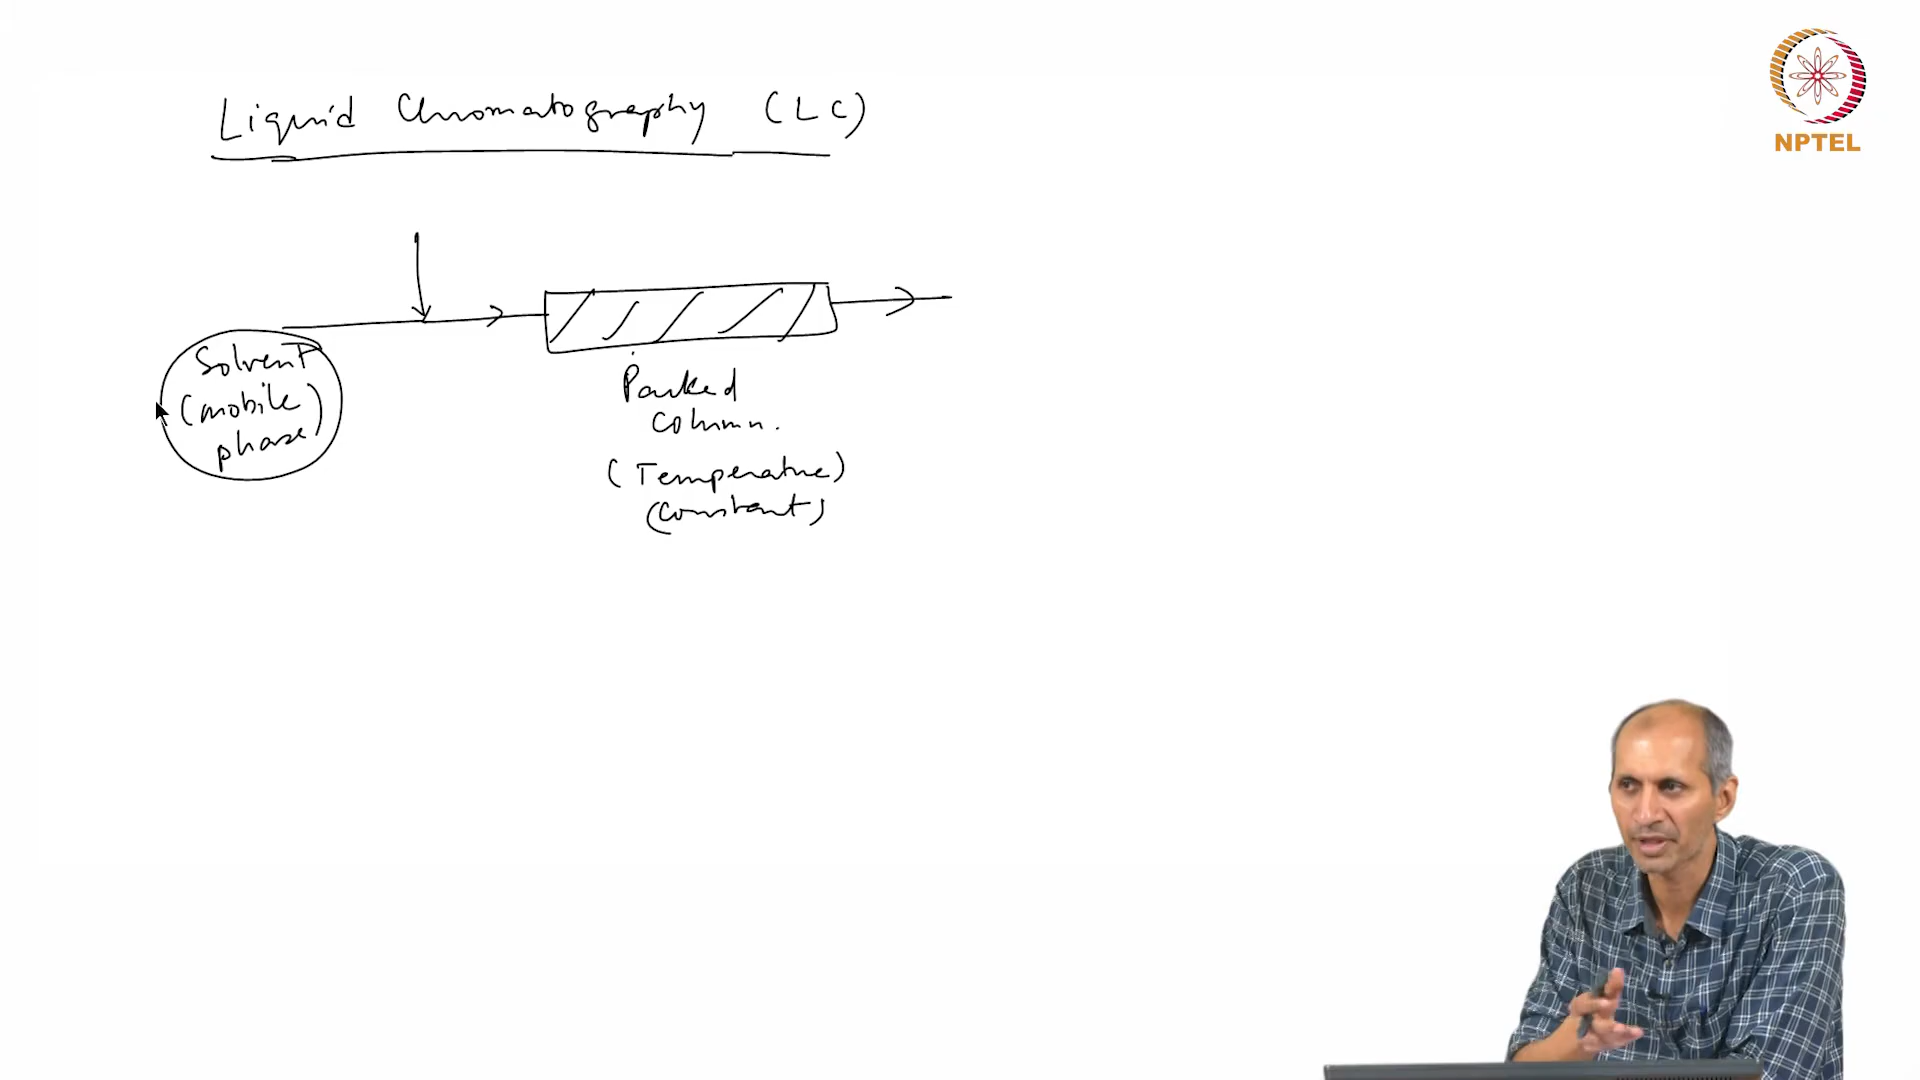 Liquid Chromatography (LC)
Solvent
(mobile
phase)
Packed
column.
(Temperature)
(constant)
NPTEL